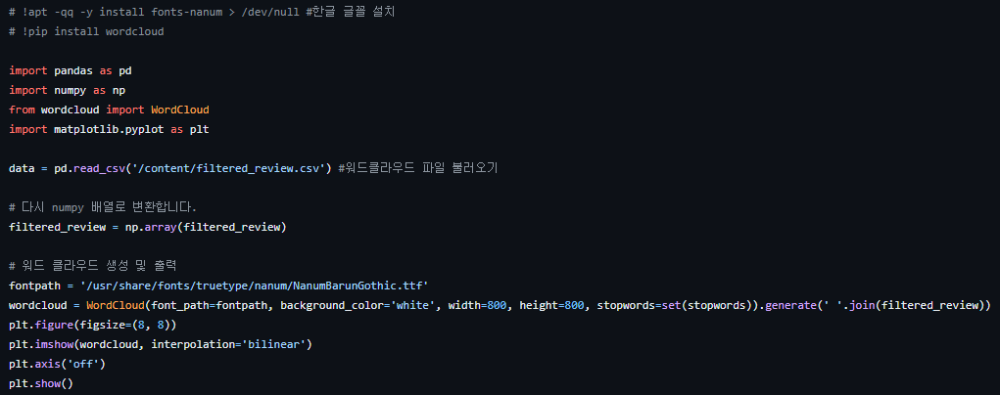 # !apt -qq -y install fonts-nanum > /dev/null #한글 글꼴 설치
# !pip install wordcloud
import pandas as pd
import numpy as np
from wordcloud import WordCloud
import matplotlib.pyplot as plt
data = pd.read_csv('/content/filtered_review.csv') #워드클라우드 파일 불러오기
# 다시 numpy 배열로 변환합니다.
filtered_review = np.array(filtered_review)
# 워드 클라우드 생성 및 출력
fontpath = '/usr/share/fonts/truetype/nanum/NanumBarunGothic.ttf'
wordcloud = WordCloud(font_path=fontpath, background_color='white', width=800, height=800, stopwords=set(stopwords)).generate(' '.join(filtered_review))
plt.figure(figsize=(8, 8))
plt.imshow(wordcloud, interpolation='bilinear')
plt.axis('off')
plt.show()